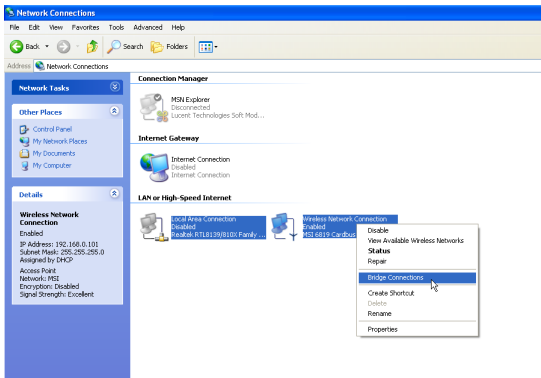 Network Connections
File Edit View Favorites Tools Advanced Help
Back Search Folders
Address Network Connections
Network Tasks
Other Places
Control Panel
My Network Places
My Documents
My Computer
Details
Wireless Network
Connection
Enabled
IP Address: 192.168.0.101
Subnet Mask: 255.255.255.0
Assigned by DHCP
Access Point
Network: MSI
Encryption: Disabled
Signal Strength: Excellent
Connection Manager
MSN Explorer
Disconnected
Lucent Technologies Soft Mod...
Internet Gateway
Internet Connection
Disabled
Internet Connection
LAN or High-Speed Internet
Local Area Connection
Disabled
Realtek RTL8139/810X Family ...
Wireless Network Connection
Enabled
MSI 6819 Cardbus
Disable
View Available Wireless Networks
Status
Repair
Bridge Connections
Create Shortcut
Delete
Rename
Properties